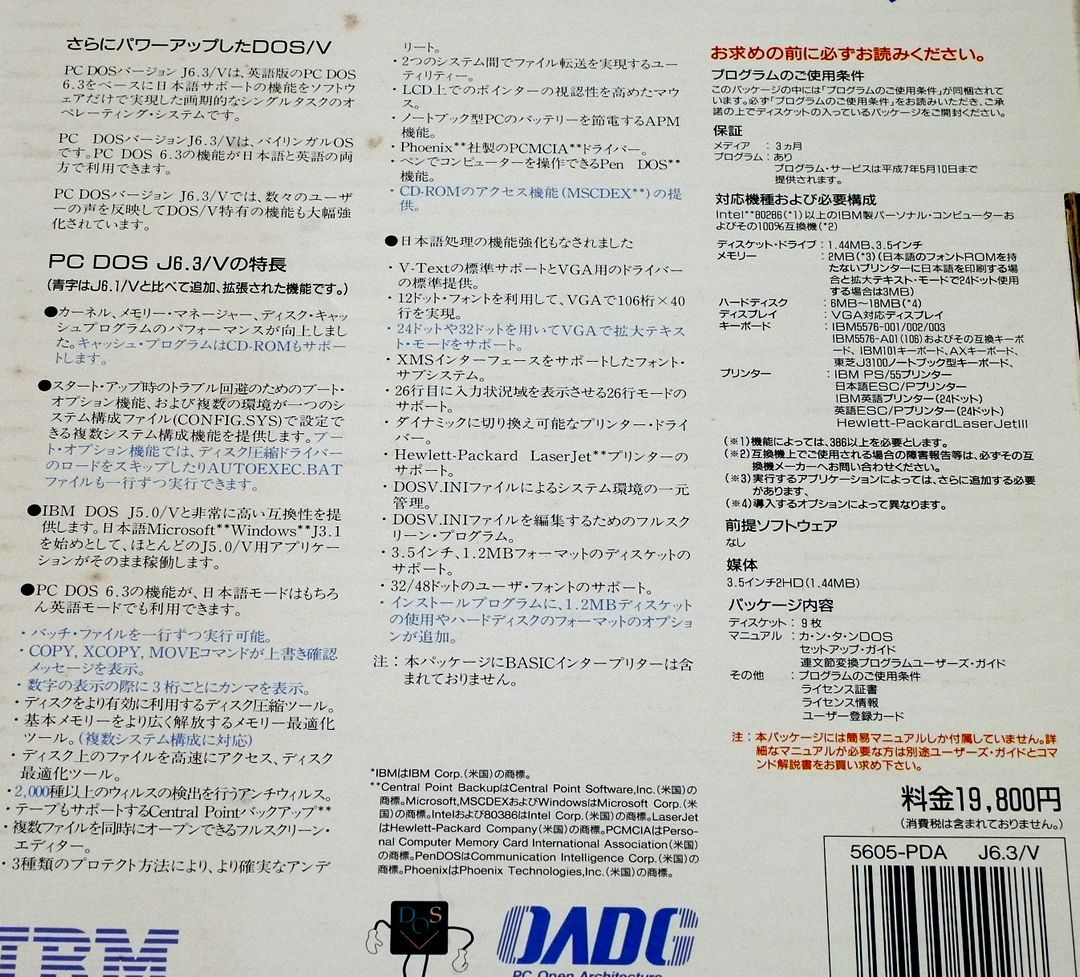 さらにパワーアップしたDOS/V
PC DOSバージョン J6.3/Vは、英語版のPC DOS
6.3をベースに日本語サポートの機能をソフトウ
ェアだけで実現した画期的なシングルタスクのオ
ペレーティング・システムです。
PC DOSバージョンJ6.3/Vは、バイリンガルOS
です。PC DOS 6.3の機能が日本語と英語の両
方で利用できます。
PC DOSバージョン J6.3/Vでは、数々のユーザ
ーの声を反映してDOS/V特有の機能も大幅強
化されています。
PC DOS J6.3/Vの特長
(青字はJ6.1/Vと比べて追加、拡張された機能です。)
●カーネル、メモリー・マネージャー、ディスク・キャッ
シュプログラムのパフォーマンスが向上しまし
た。キャッシュ・プログラムはCD-ROMもサポー
トします。
●スタート・アップ時のトラブル回避のためのブート・
オプション機能、および複数の環境が一つのシ
ステム構成ファイル(CONFIG.SYS)で設定で
きる複数システム構成機能を提供します。ブー
ト・オプション機能では、ディスク圧縮ドライバー
のロードをスキップしたりAUTOEXEC.BAT
ファイルも一行ずつ実行できます。
●IBM DOS J5.0/Vと非常に高い互換性を提
供します。日本語Microsoft**Windows**J3.1
を始めとして、ほとんどのJ5.0/V用アプリケー
ションがそのまま稼働します。
●PC DOS 6.3の機能が、日本語モードはもちろ
ん英語モードでも利用できます。
・バッチ・ファイルを一行ずつ実行可能。
・COPY, XCOPY, MOVEコマンドが上書き確認
メッセージを表示。
・数字の表示の際に3桁ごとにカンマを表示。
・ディスクをより有効に利用するディスク圧縮ツール。
・基本メモリーをより広く解放するメモリー最適化
ツール。(複数システム構成に対応)
・ディスク上のファイルを高速にアクセス、ディスク
最適化ツール。
・2,000種以上のウィルスの検出を行うアンチウィルス。
・テープもサポートするCentral Pointバックアップ**
・複数ファイルを同時にオープンできるフルスクリーン・
エディター。
・3種類のプロテクト方法により、より確実なアンデ
リート。
・2つのシステム間でファイル転送を実現するユー
ティリティー。
・LCD上でのポインターの視認性を高めたマウ
ス。
・ノートブック型PCのバッテリーを節電するAPM
機能。
・Phoenix**社製のPCMCIA**ドライバー。
・ペンでコンピューターを操作できるPen DOS**
機能。
・CD-ROMのアクセス機能(MSCDEX**)の提
供。
●日本語処理の機能強化もなされました
・V-Textの標準サポートとVGA用のドライバー
の標準提供。
・12ドット・フォントを利用して、VGAで106桁×40
行を実現。
・24ドットや32ドットを用いてVGAで拡大テキス
ト・モードをサポート。
・XMSインターフェースをサポートしたフォント・
サブシステム。
・26行目に入力状況域を表示させる26行モードの
サポート。
・ダイナミックに切り換え可能なプリンター・ドライ
バー。
・Hewlett-Packard LaserJet**プリンターの
サポート。
・DOSV.INIファイルによるシステム環境の一元
管理。
・DOSV.INIファイルを編集するためのフルスク
リーン・プログラム。
・3.5インチ、1.2MBフォーマットのディスケットの
サポート。
・32/48ドットのユーザ・フォントのサポート。
・インストールプログラムに、1.2MBディスケット
の使用やハードディスクのフォーマットのオプショ
ンが追加。
注：本パッケージにBASICインタープリターは含
まれておりません。
*IBMはIBM Corp.(米国)の商標。
**Central Point BackupはCentral Point Software,Inc.(米国)の
商標。Microsoft,MSCDEXおよびWindowsはMicrosoft Corp.(米
国)の商標。Intelおよび80386はIntel Corp.(米国)の商標。LaserJet
はHewlett-Packard Company(米国)の商標。PCMCIAはPerso-
nal Computer Memory Card International Association(米国)
の商標。PenDOSはCommunication Intelligence Corp.(米国)の
商標。PhoenixはPhoenix Technologies,Inc.(米国)の商標。
お求めの前に必ずお読みください。
プログラムのご使用条件
このパッケージの中には「プログラムのご使用条件」が同梱されて
います。必ず「プログラムのご使用条件」をお読みいただき、ご承
諾の上でディスケットの入っているパッケージをご開封ください。
保証
メディア ：3ヵ月
プログラム：あり
プログラム・サービスは平成7年5月10日まで
提供されます。
対応機種および必要構成
Intel**80286(*1)以上のIBM製パーソナル・コンピューターお
よびその100%互換機(*2)
ディスケット・ドライブ：1.44MB、3.5インチ
メモリー ：2MB(*3)(日本語のフォントROMを持
たないプリンターに日本語を印刷する場
合と拡大テキスト・モードで24ドット使用
する場合は3MB)
ハードディスク ：6MB〜18MB(*4)
ディスプレイ ：VGA対応ディスプレイ
キーボード ：IBM5576-001/002/003
IBM5576-A01(106)およびその互換キーボ
ード、IBM101キーボード、AXキーボード、
東芝J3100ノートブック型キーボード、
プリンター ：IBM PS/55プリンター
日本語ESC/Pプリンター
IBM英語プリンター(24ドット)
英語ESC/Pプリンター(24ドット)
Hewlett-PackardLaserJetIII
(※1)機能によっては、386以上を必要とします。
(※2)互換機上でご使用される場合の障害報告等は、必ずその互
換機メーカーへお問い合わせください。
(※3)実行するアプリケーションによっては、さらに追加する必要
があります、
(※4)導入するオプションによって異なります。
前提ソフトウェア
なし
媒体
3.5インチ2HD(1.44MB)
パッケージ内容
ディスケット：9枚
マニュアル：カ・ン・タ・ンDOS
セットアップ・ガイド
連文節変換プログラムユーザーズ・ガイド
その他 ：プログラムのご使用条件
ライセンス証書
ライセンス情報
ユーザー登録カード
注：本パッケージには簡易マニュアルしか付属していません。詳
細なマニュアルが必要な方は別途ユーザーズ・ガイドとコマ
ンド解説書をお買い求め下さい。
料金19,800円
(消費税は含まれておりません。)
5605-PDA J6.3/V
IBM
DOS
OADG
PC Open Architecture